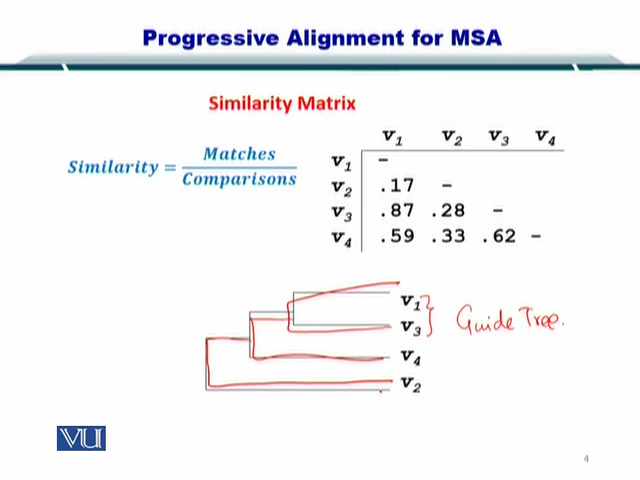 Progressive Alignment for MSA
Similarity Matrix
Similarity = Matches / Comparisons
v1 v2 v3 v4
v1 –
v2 .17 –
v3 .87 .28 –
v4 .59 .33 .62 –
v1
v3
Guide Tree.
v4
v2
VU
4